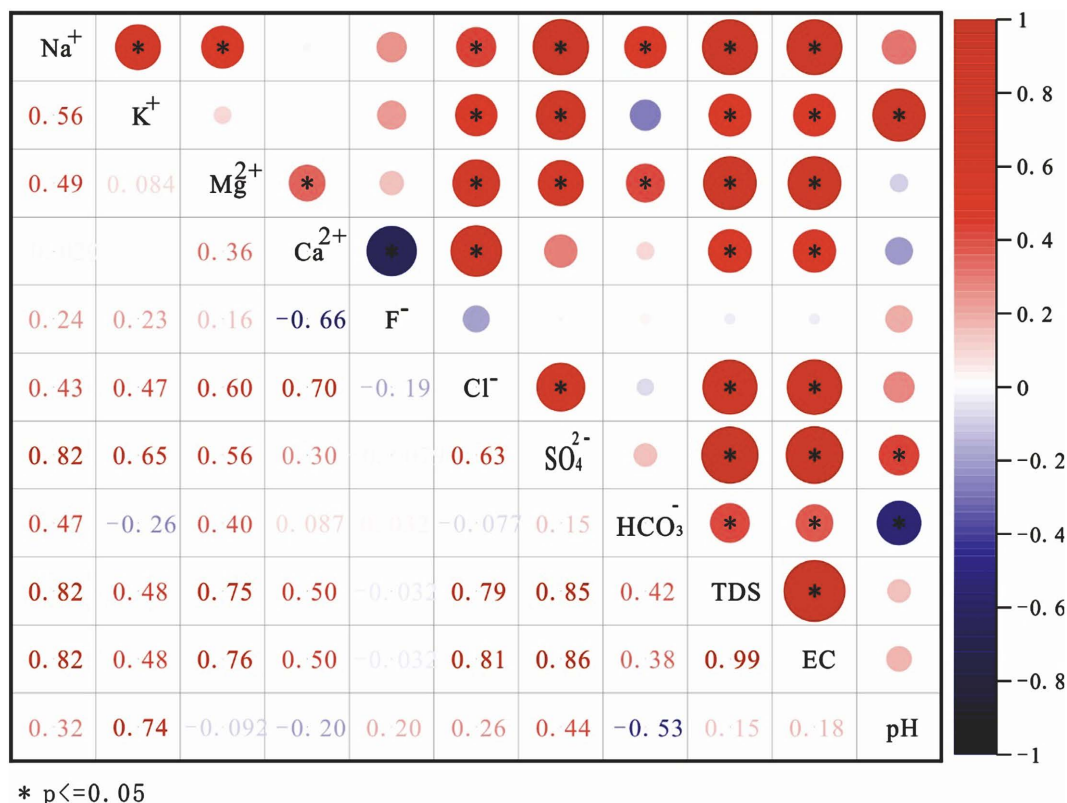 Na⁺ * * * * * * *
0.56 K⁺ * * * * *
0.49 0.084 Mg²⁺ * * * * * *
0.36 Ca²⁺ * * * *
0.24 0.23 0.16 -0.66 F⁻
0.43 0.47 0.60 0.70 -0.19 Cl⁻ * * *
0.82 0.65 0.56 0.30 0.63 SO₄²⁻ * * *
0.47 -0.26 0.40 0.087 -0.077 0.15 HCO₃⁻ * * *
0.82 0.48 0.75 0.50 -0.032 0.79 0.85 0.42 TDS *
0.82 0.48 0.76 0.50 -0.032 0.81 0.86 0.38 0.99 EC
0.32 0.74 -0.092 -0.20 0.20 0.26 0.44 -0.53 0.15 0.18 pH
1
0.8
0.6
0.4
0.2
0
-0.2
-0.4
-0.6
-0.8
-1
* p<=0.05